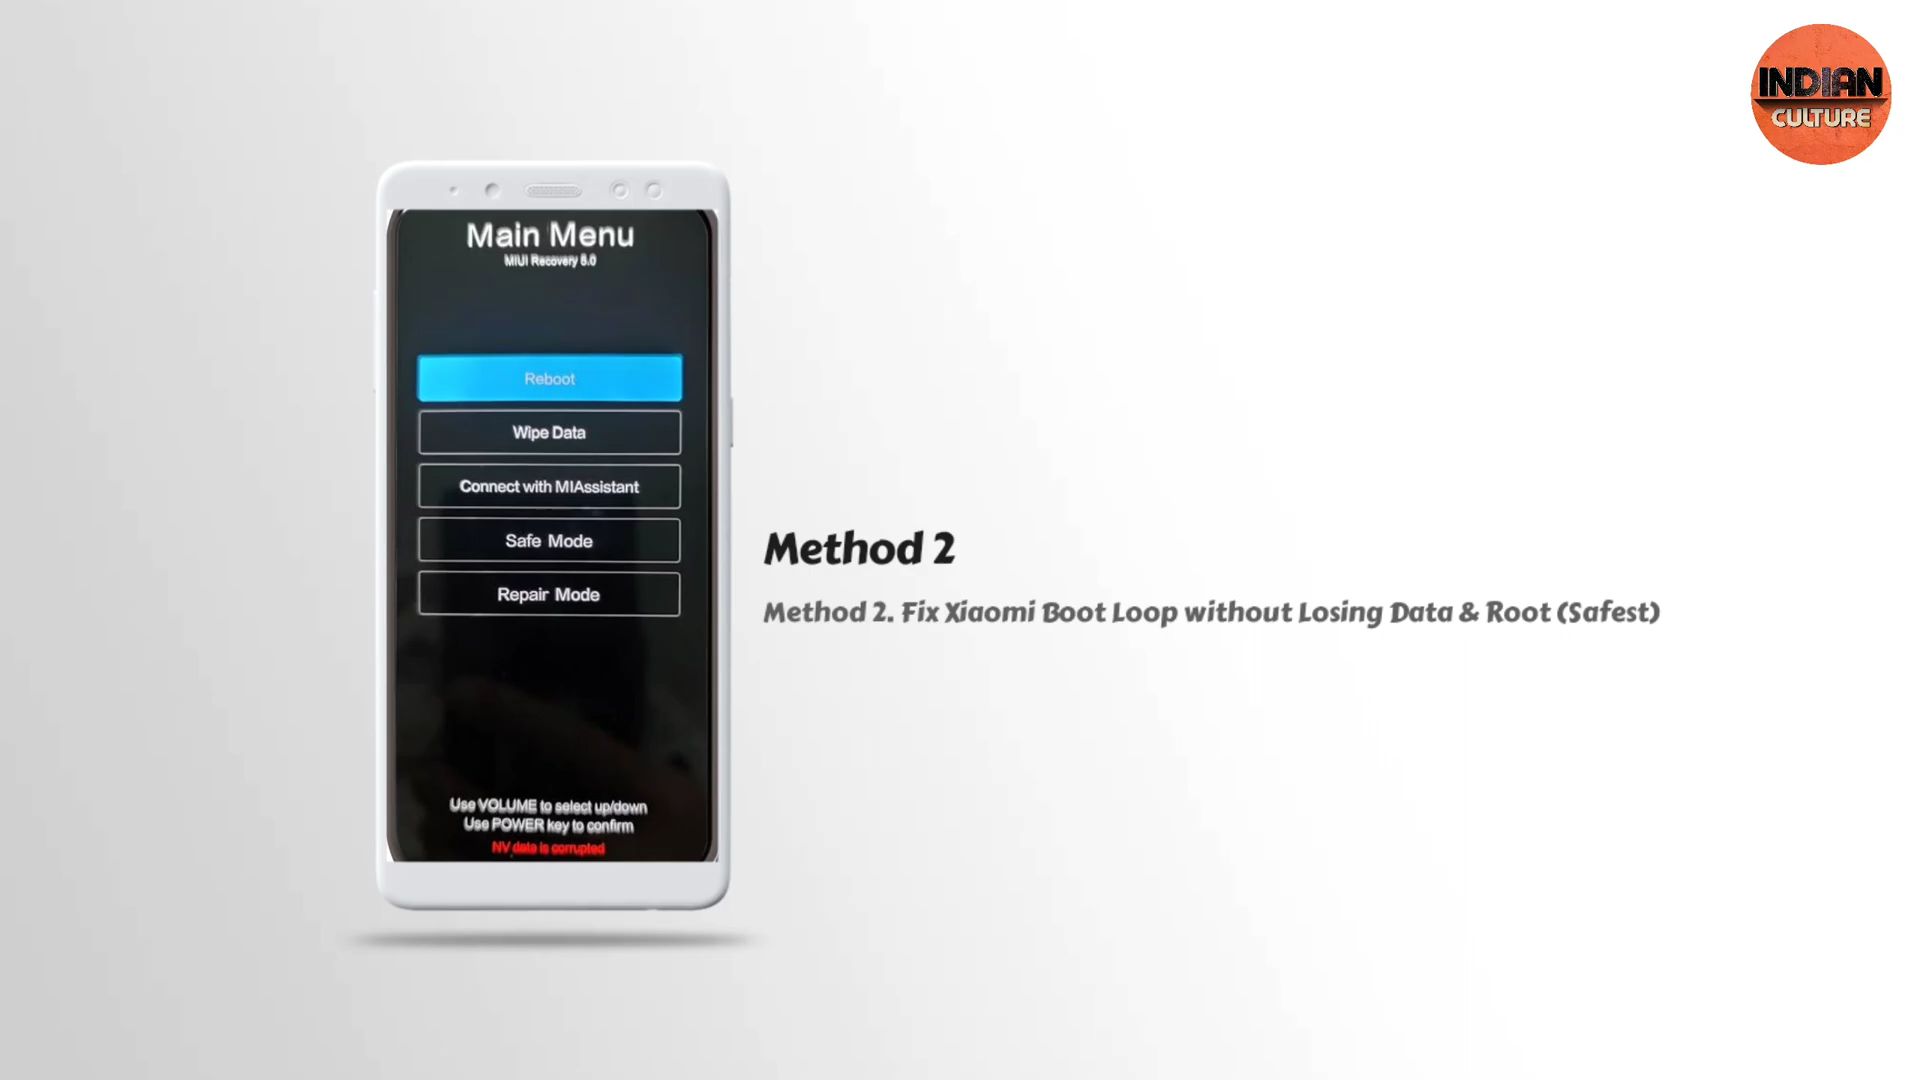 INDIAN
CULTURE
Main Menu
MIUI Recovery 5.0
Reboot
Wipe Data
Connect with MIAssistant
Safe Mode
Repair Mode
Use VOLUME to select up/down
Use POWER key to confirm
NV data is corrupted
Method 2
Method 2. Fix Xiaomi Boot Loop without Losing Data & Root (Safest)